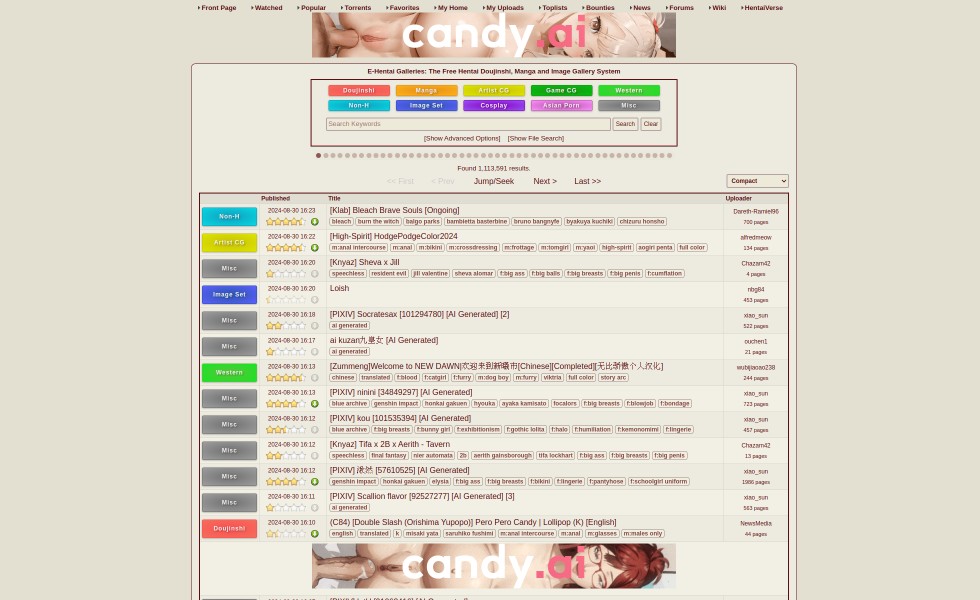 Front Page Watched Popular Torrents Favorites My Home My Uploads Toplists Bounties News Forums Wiki HentaiVerse
candy.ai
E-Hentai Galleries: The Free Hentai Doujinshi, Manga and Image Gallery System
Doujinshi Manga Artist CG Game CG Western
Non-H Image Set Cosplay Asian Porn Misc
Search Keywords Search Clear
[Show Advanced Options] [Show File Search]
Found 1,113,591 results.
<< First < Prev Jump/Seek Next > Last >> Compact
Published Title Uploader
Non-H 2024-08-30 16:23 [Klab] Bleach Brave Souls [Ongoing] Dareth-Ramiel96
bleach burn the witch balgo parks bambietta basterbine bruno bangnyfe byakuya kuchiki chizuru honsho 700 pages
Artist CG 2024-08-30 16:22 [High-Spirit] HodgePodgeColor2024 alfredmeow
m:anal intercourse m:anal m:bikini m:crossdressing m:frottage m:tomgirl m:yaoi high-spirit aogiri penta full color 134 pages
Misc 2024-08-30 16:20 [Knyaz] Sheva x Jill Chazam42
speechless resident evil jill valentine sheva alomar f:big ass f:big balls f:big breasts f:big penis f:cumflation 4 pages
Image Set 2024-08-30 16:20 Loish nbg84
453 pages
Misc 2024-08-30 16:18 [PIXIV] Socratesax [101294780] [AI Generated] [2] xiao_sun
ai generated 522 pages
Misc 2024-08-30 16:17 ai kuzan九皇女 [AI Generated] ouchen1
ai generated 21 pages
Western 2024-08-30 16:13 [Zummeng]Welcome to NEW DAWN|欢迎来到新曦市[Chinese][Completed][无比骄傲个人汉化] wubijiaoao238
chinese translated f:blood f:catgirl f:furry m:dog boy m:furry viktria full color story arc 244 pages
Misc 2024-08-30 16:13 [PIXIV] ninini [34849297] [AI Generated] xiao_sun
blue archive genshin impact honkai gakuen hyouka ayaka kamisato focalors f:big breasts f:blowjob f:bondage 723 pages
Misc 2024-08-30 16:12 [PIXIV] kou [101535394] [AI Generated] xiao_sun
blue archive f:big breasts f:bunny girl f:exhibitionism f:gothic lolita f:halo f:humiliation f:kemonomimi f:lingerie 457 pages
Misc 2024-08-30 16:12 [Knyaz] Tifa x 2B x Aerith - Tavern Chazam42
speechless final fantasy nier automata 2b aerith gainsborough tifa lockhart f:big ass f:big breasts f:big penis 13 pages
Misc 2024-08-30 16:12 [PIXIV] 然 [57610525] [AI Generated] xiao_sun
genshin impact honkai gakuen elysia f:big ass f:big breasts f:bikini f:lingerie f:pantyhose f:schoolgirl uniform 1986 pages
Misc 2024-08-30 16:11 [PIXIV] Scallion flavor [92527277] [AI Generated] [3] xiao_sun
ai generated 563 pages
Doujinshi 2024-08-30 16:10 (C84) [Double Slash (Orishima Yupopo)] Pero Pero Candy | Lollipop (K) [English] NewsMedia
english translated k misaki yata saruhiko fushimi m:anal intercourse m:anal m:glasses m:males only 44 pages
candy.ai